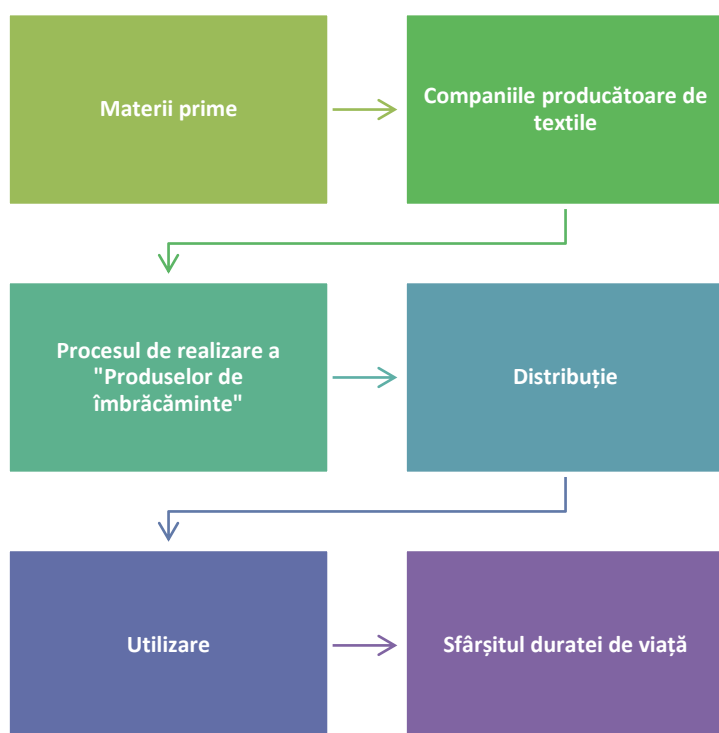 Materii prime
Companiile producătoare de
textile
Procesul de realizare a
"Produselor de
îmbrăcăminte"
Distribuție
Utilizare
Sfârșitul duratei de viață